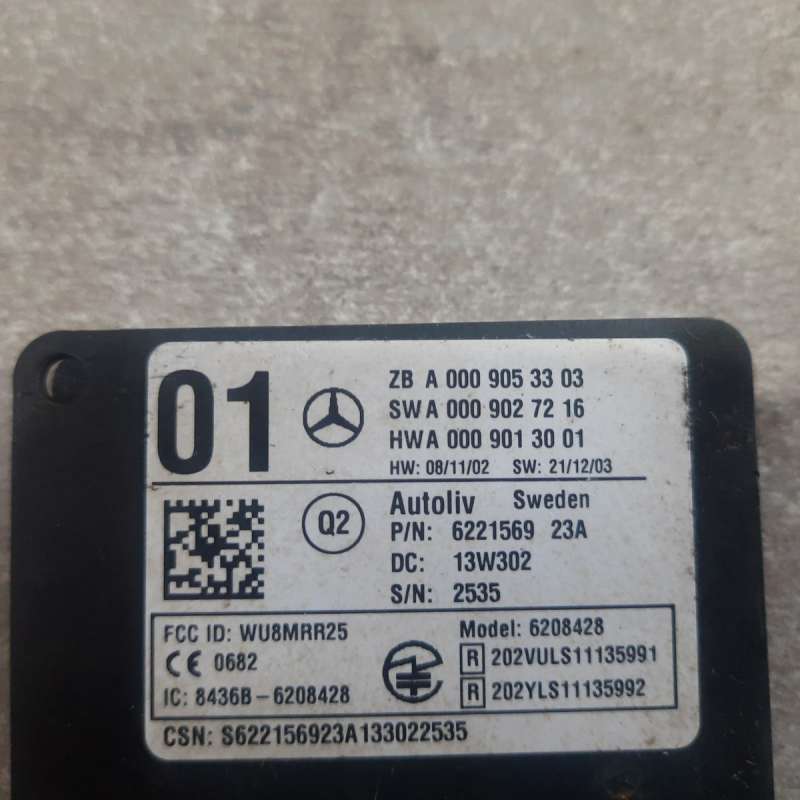 01
ZB A 000 905 33 03
SW A 000 902 72 16
HW A 000 901 30 01
HW: 08/11/02 SW: 21/12/03
Q2
Autoliv Sweden
P/N: 6221569 23A
DC: 13W302
S/N: 2535
FCC ID: WU8MRR25
CE 0682
IC: 8436B-6208428
Model: 6208428
R 202VULS11135991
R 202YLS11135992
CSN: S622156923A133022535